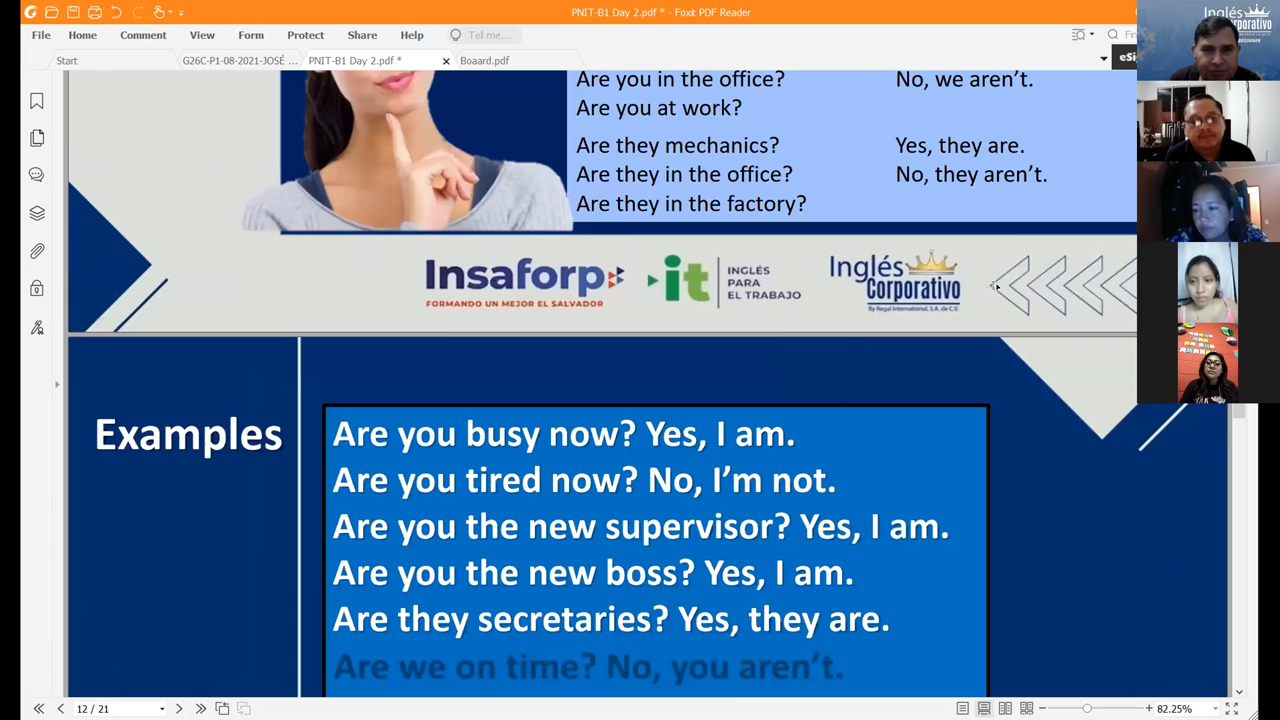 PNIT-B1 Day 2.pdf * - Foxit PDF Reader
File Home Comment View Form Protect Share Help Tell me...
Start G26C-P1-08-2021-JOSÉ ... PNIT-B1 Day 2.pdf * Boaard.pdf
Are you in the office? No, we aren't.
Are you at work?
Are they mechanics? Yes, they are.
Are they in the office? No, they aren't.
Are they in the factory?
Insaforp
FORMANDO UN MEJOR EL SALVADOR
it
INGLÉS
PARA
EL TRABAJO
Inglés
Corporativo
By Regal International, S.A. de C.V.
Examples
Are you busy now? Yes, I am.
Are you tired now? No, I'm not.
Are you the new supervisor? Yes, I am.
Are you the new boss? Yes, I am.
Are they secretaries? Yes, they are.
Are we on time? No, you aren't.
12 / 21
82.25%
Inglés
Corporativo